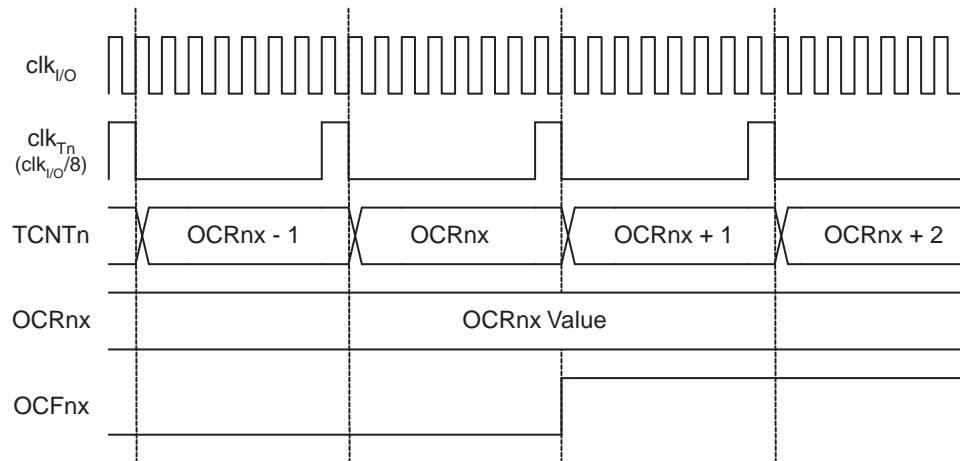 clkI/O
clkTn
(clkI/O/8)
TCNTn OCRnx - 1 OCRnx OCRnx + 1 OCRnx + 2
OCRnx OCRnx Value
OCFnx